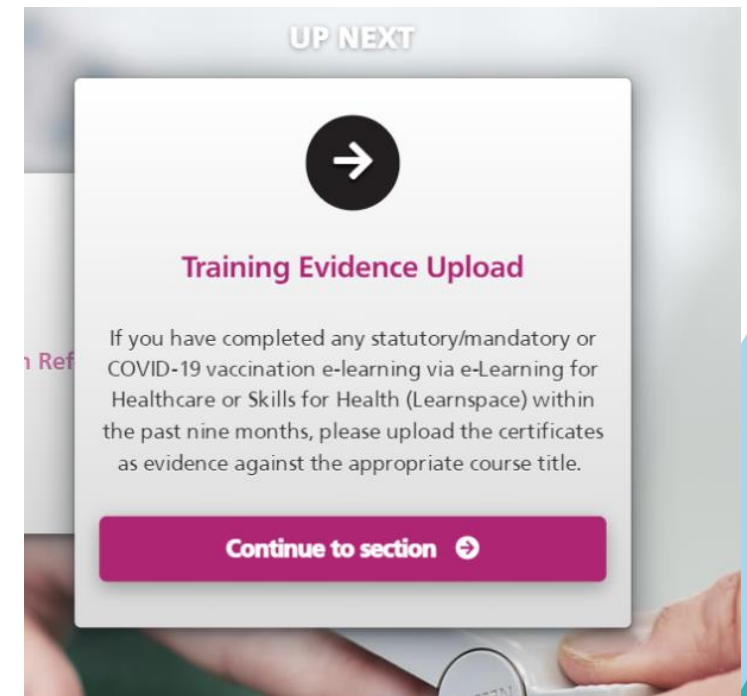 UP NEXT
Training Evidence Upload
If you have completed any statutory/mandatory or
COVID-19 vaccination e-learning via e-Learning for
Healthcare or Skills for Health (Learnspace) within
the past nine months, please upload the certificates
as evidence against the appropriate course title.
Continue to section